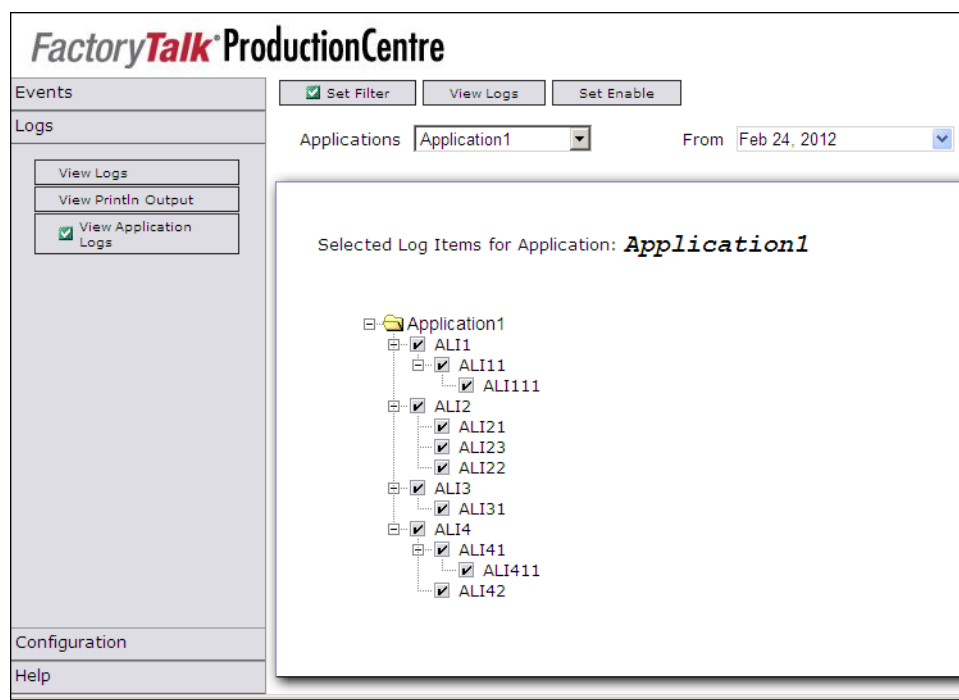 FactoryTalk ProductionCentre
Events
Set Filter View Logs Set Enable
Logs
Applications Application1 From Feb 24, 2012
View Logs
View Println Output
View Application
Logs
Selected Log Items for Application: Application1
Application1
ALI1
ALI11
ALI111
ALI2
ALI21
ALI23
ALI22
ALI3
ALI31
ALI4
ALI41
ALI411
ALI42
Configuration
Help